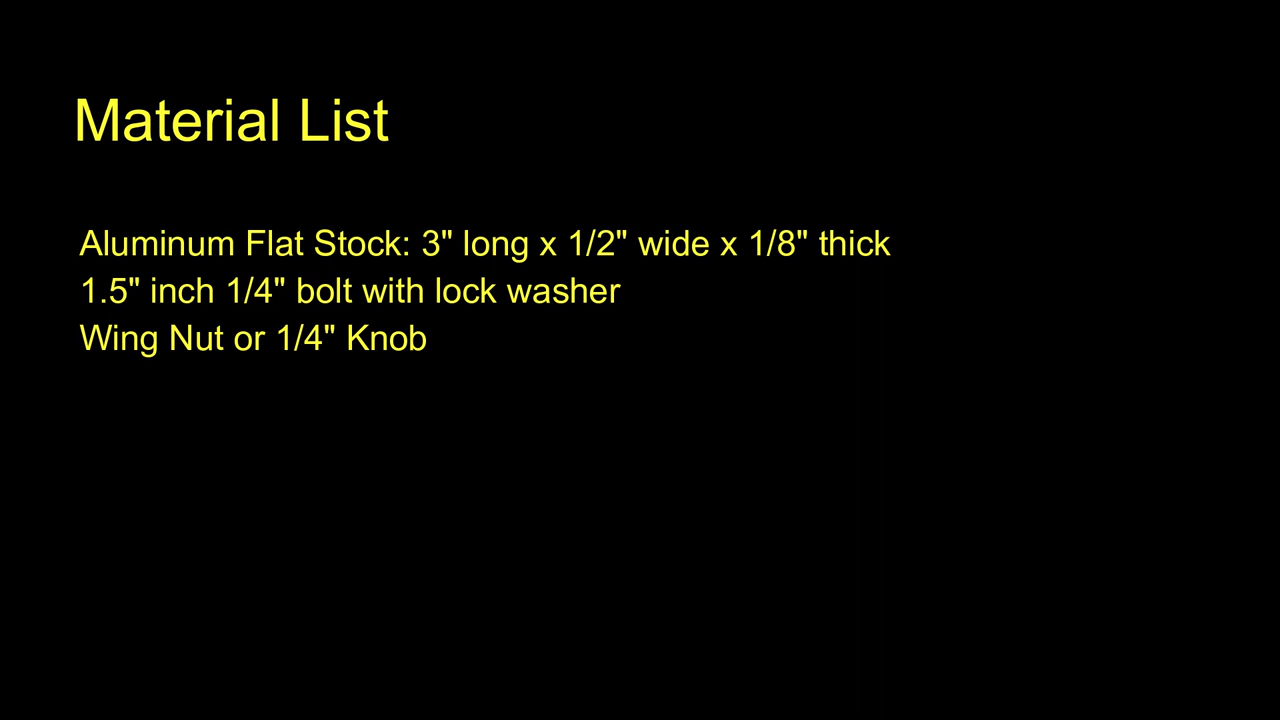 Material List
Aluminum Flat Stock: 3" long x 1/2" wide x 1/8" thick
1.5" inch 1/4" bolt with lock washer
Wing Nut or 1/4" Knob